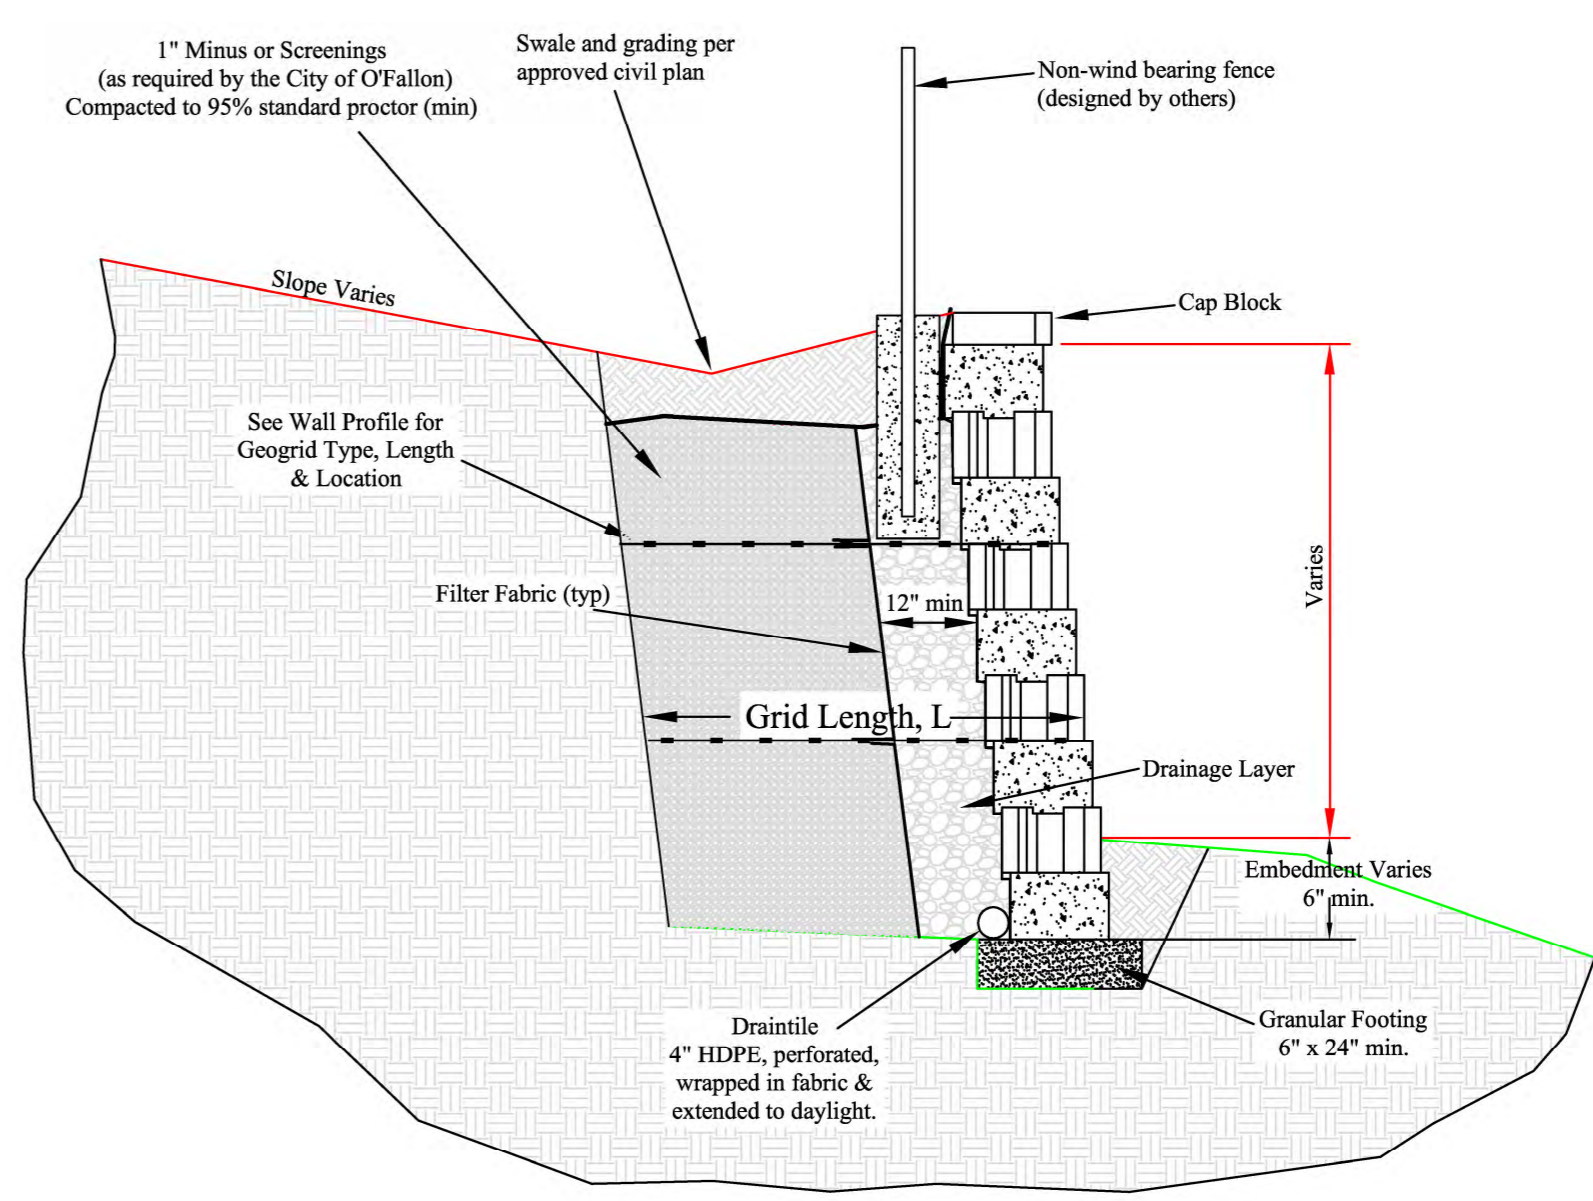 1" Minus or Screenings
(as required by the City of O'Fallon)
Compacted to 95% standard proctor (min)
Swale and grading per
approved civil plan
Non-wind bearing fence
(designed by others)
Slope Varies
Cap Block
See Wall Profile for
Geogrid Type, Length
& Location
Varies
Filter Fabric (typ)
12" min
Grid Length, L
Drainage Layer
Embedment Varies
6" min.
Draintile
4" HDPE, perforated,
wrapped in fabric &
extended to daylight.
Granular Footing
6" x 24" min.